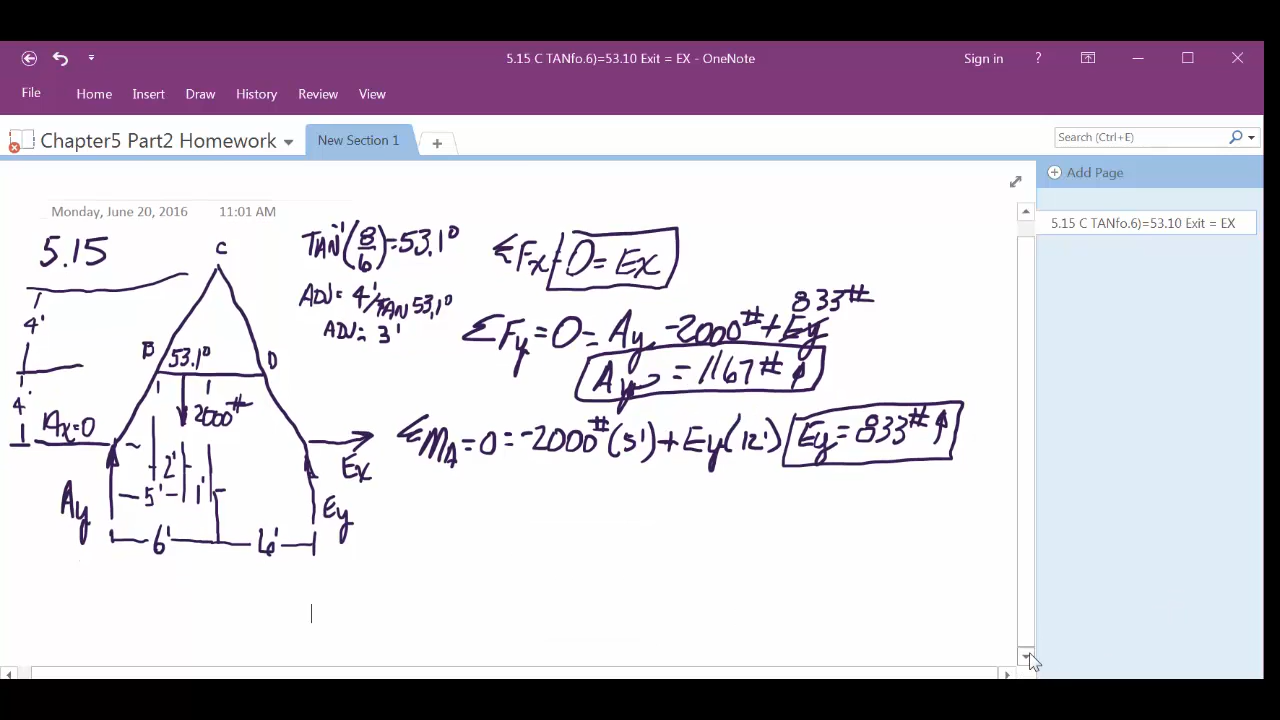 5.15 C TANfo.6)=53.10 Exit = EX - OneNote
Sign in
?
File
Home
Insert
Draw
History
Review
View
Chapter5 Part2 Homework
New Section 1
+
Search (Ctrl+E)
Add Page
5.15 C TANfo.6)=53.10 Exit = EX
Monday, June 20, 2016 11:01 AM
5.15
C
4'
4'
B
53.1°
D
2000#
Ax=0
2'
1'
5'
Ay
Ex
Ey
6'
6'
TAN-1(8/6)=53.1°
ADJ= 4'/TAN 53.1°
ADJ= 3'
ΣFx=0=Ex
833#
ΣFy=0=Ay-2000#+Ey
Ay=1167#↑
ΣMA=0=-2000#(5')+Ey(12') Ey=833#↑